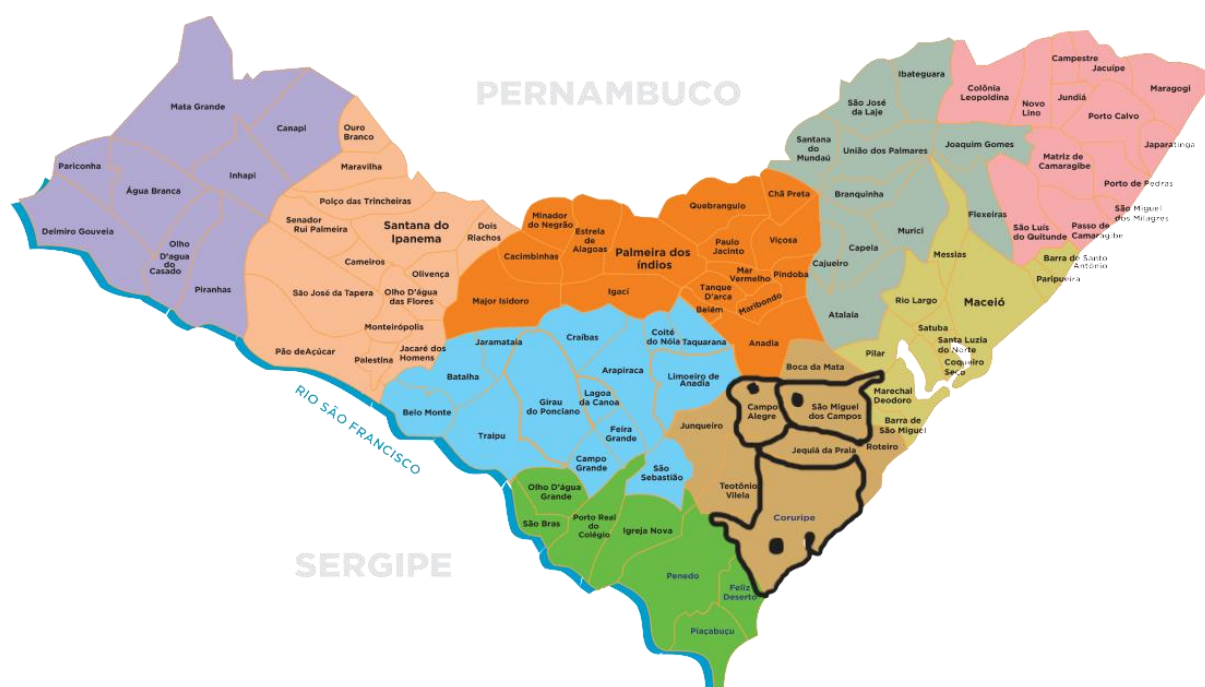 PERNAMBUCO
SERGIPE
RIO SÃO FRANCISCO
Mata Grande
Canapi
Pariconha
Água Branca
Inhapi
Delmiro Gouveia
Olho
D'agua
do
Casado
Piranhas
Ouro
Branco
Maravilha
Poiço das Trincheiras
Senador
Rui Palmeira
Santana do
Ipanema
Dois
Riachos
Cameiros
Olivença
São José da Tapera
Olho D'água
das Flores
Monteirópolis
Pão deAçúcar
Palestina
Jacaré dos
Homens
Minador
do Negrão
Estrela
de
Alagoas
Cacimbinhas
Palmeira dos
índios
Major Isidoro
Igací
Quebrangulo
Chã Preta
Paulo
Jacinto
Viçosa
Mar
Vermelho
Pindoba
Tanque
D'arca
Belém
Maribondo
Anadia
Jaramataia
Craíbas
Coité
do Nóia
Taquarana
Batalha
Arapiraca
Limoeiro de
Anadia
Belo Monte
Girau
do Ponciano
Lagoa
da Canoa
Traipu
Feira
Grande
Campo
Grande
São
Sebastião
Olho D'água
Grande
São Bras
Porto Real
do
Colégio
Igreja Nova
Penedo
Feliz
Deserto
Piaçabuçu
Boca da Mata
Campo
Alegre
São Miguel
dos Campos
Junqueiro
Jequiá da Praia
Roteiro
Teotônio
Vilela
Coruripe
Ibateguara
São José
da Laje
Santana
do
Mundaú
União dos Palmares
Joaquim Gomes
Branquinha
Flexeiras
Capela
Murici
Cajueiro
Atalaia
Colônia
Leopoldina
Novo
Lino
Campestre
Jacuípe
Jundiá
Maragogi
Porto Calvo
Japaratinga
Matriz de
Camaragibe
Porto de Pedras
São Miguel
dos Milagres
Passo de
Camaragibe
São Luís
do Quitunde
Messias
Barra de Santo
Antônio
Paripueira
Rio Largo
Maceió
Satuba
Santa Luzia
do Norte
Coqueiro
Seco
Pilar
Marechal
Deodoro
Barra de
São Miguel